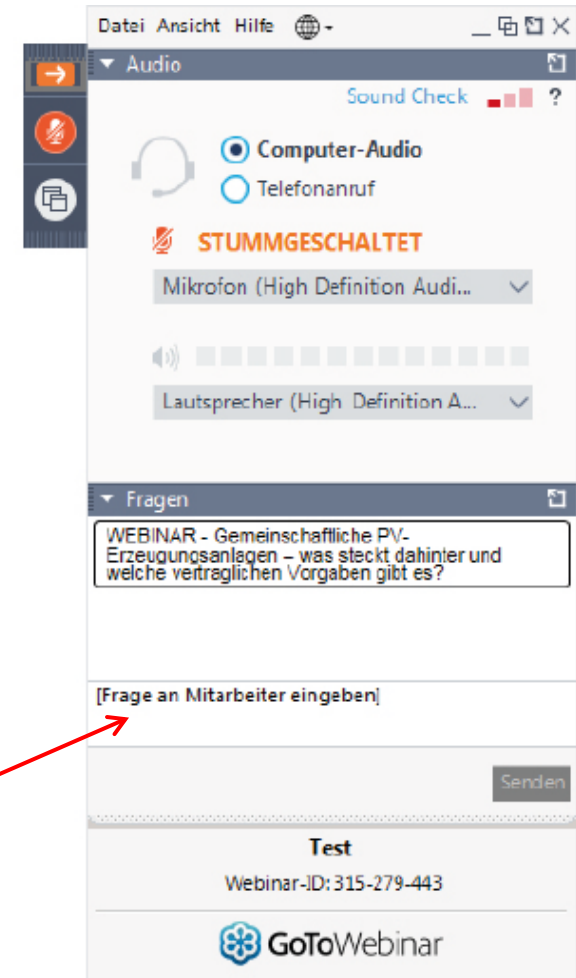 Datei Ansicht Hilfe
Audio
Sound Check ?
Computer-Audio
Telefonanruf
STUMMGESCHALTET
Mikrofon (High Definition Audi...
Lautsprecher (High Definition A...
Fragen
WEBINAR - Gemeinschaftliche PV-
Erzeugungsanlagen – was steckt dahinter und
welche vertraglichen Vorgaben gibt es?
[Frage an Mitarbeiter eingeben]
Senden
Test
Webinar-ID: 315-279-443
GoToWebinar